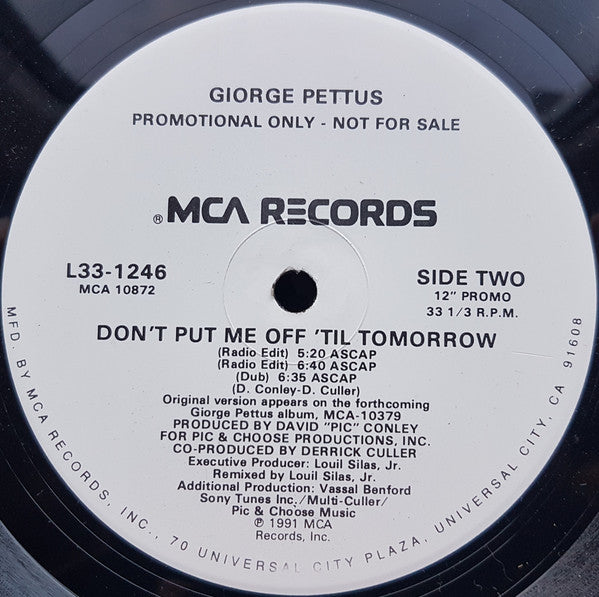 GIORGE PETTUS
PROMOTIONAL ONLY - NOT FOR SALE
® MCA RECORDS
L33-1246
MCA 10872
SIDE TWO
12" PROMO
33 1/3 R.P.M.
DON'T PUT ME OFF 'TIL TOMORROW
(Radio Edit) 5:20 ASCAP
(Radio Edit) 6:40 ASCAP
(Dub) 6:35 ASCAP
(D. Conley-D. Culler)
Original version appears on the forthcoming
Giorge Pettus album, MCA-10379
PRODUCED BY DAVID "PIC" CONLEY
FOR PIC & CHOOSE PRODUCTIONS, INC.
CO-PRODUCED BY DERRICK CULLER
Executive Producer: Louil Silas, Jr.
Remixed by Louil Silas, Jr.
Additional Production: Vassal Benford
Sony Tunes Inc./Multi-Culler/
Pic & Choose Music
℗ 1991 MCA
Records, Inc.
MFD. BY MCA RECORDS, INC., 70 UNIVERSAL CITY PLAZA, UNIVERSAL CITY, CA 91608